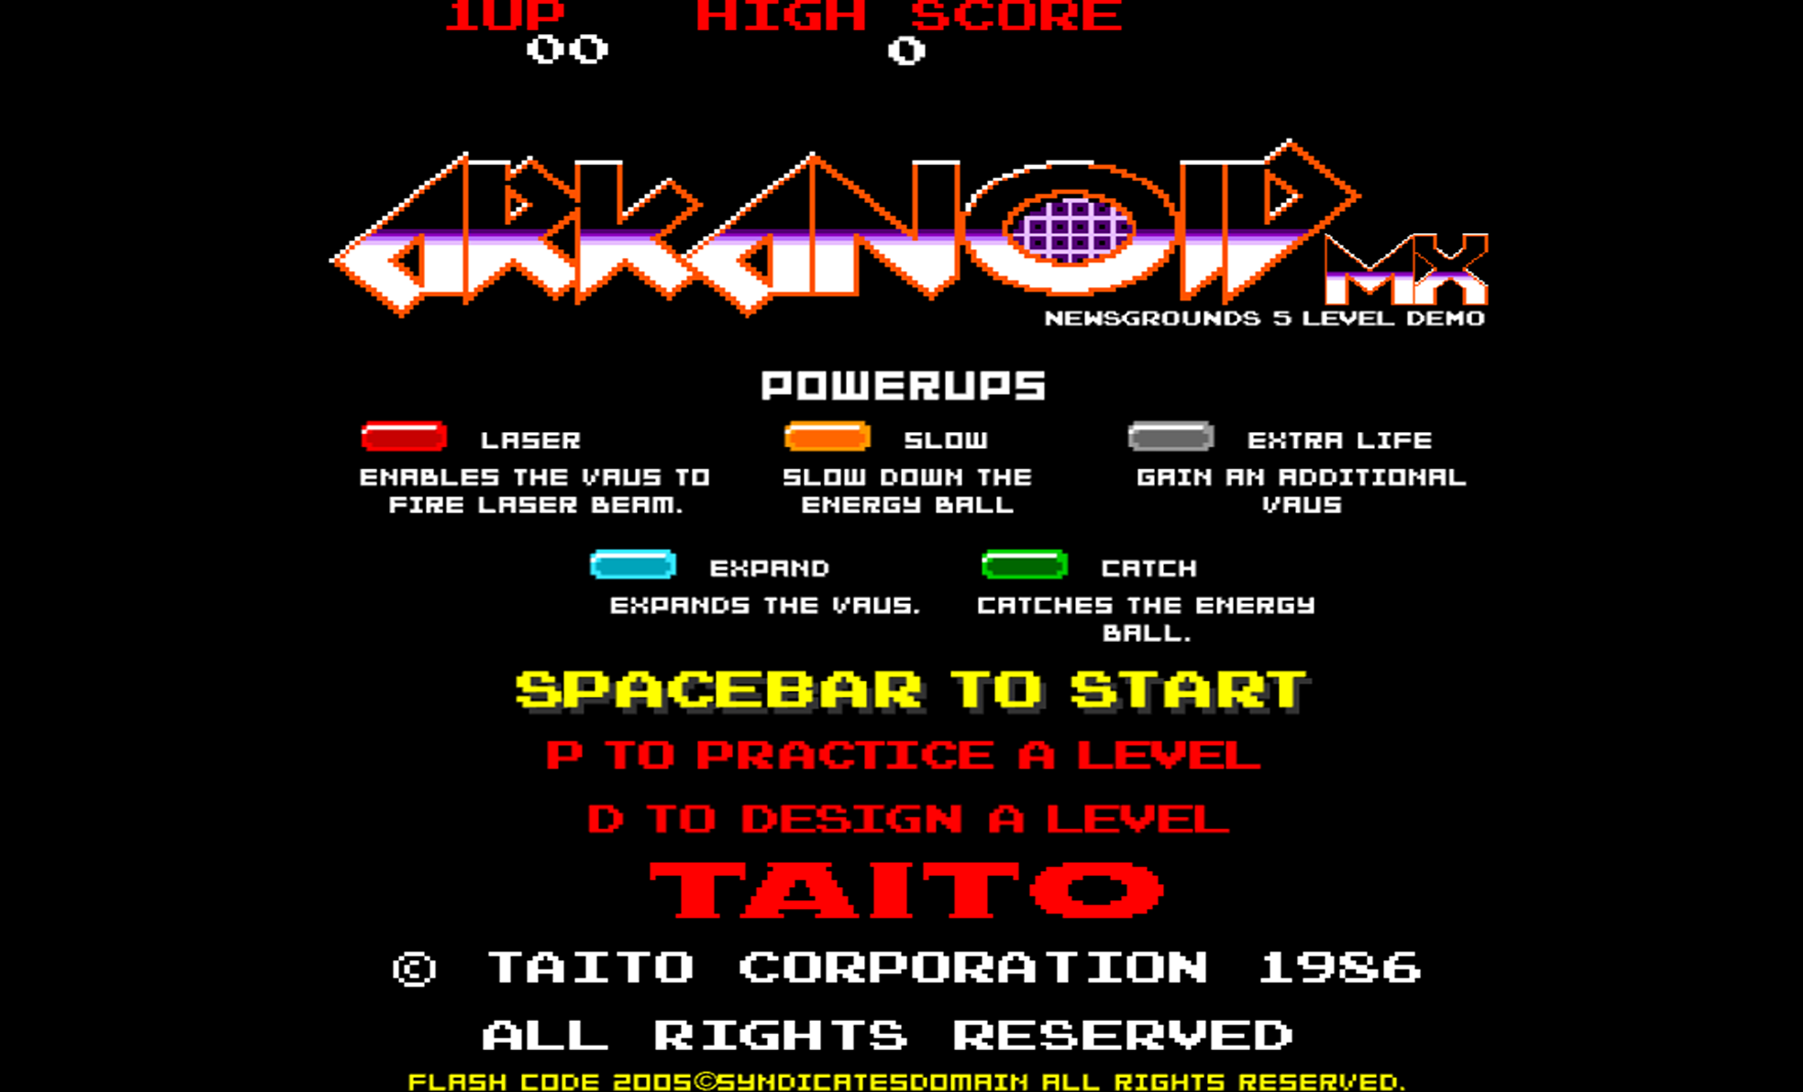 1UP HIGH SCORE
00 0
ARKANOID MX
NEWSGROUNDS 5 LEVEL DEMO
POWERUPS
LASER SLOW EXTRA LIFE
ENABLES THE VAUS TO SLOW DOWN THE GAIN AN ADDITIONAL
FIRE LASER BEAM. ENERGY BALL VAUS
EXPAND CATCH
EXPANDS THE VAUS. CATCHES THE ENERGY
BALL.
SPACEBAR TO START
P TO PRACTICE A LEVEL
D TO DESIGN A LEVEL
TAITO
© TAITO CORPORATION 1986
ALL RIGHTS RESERVED
FLASH CODE 2005©SYNDICATESDOMAIN ALL RIGHTS RESERVED.